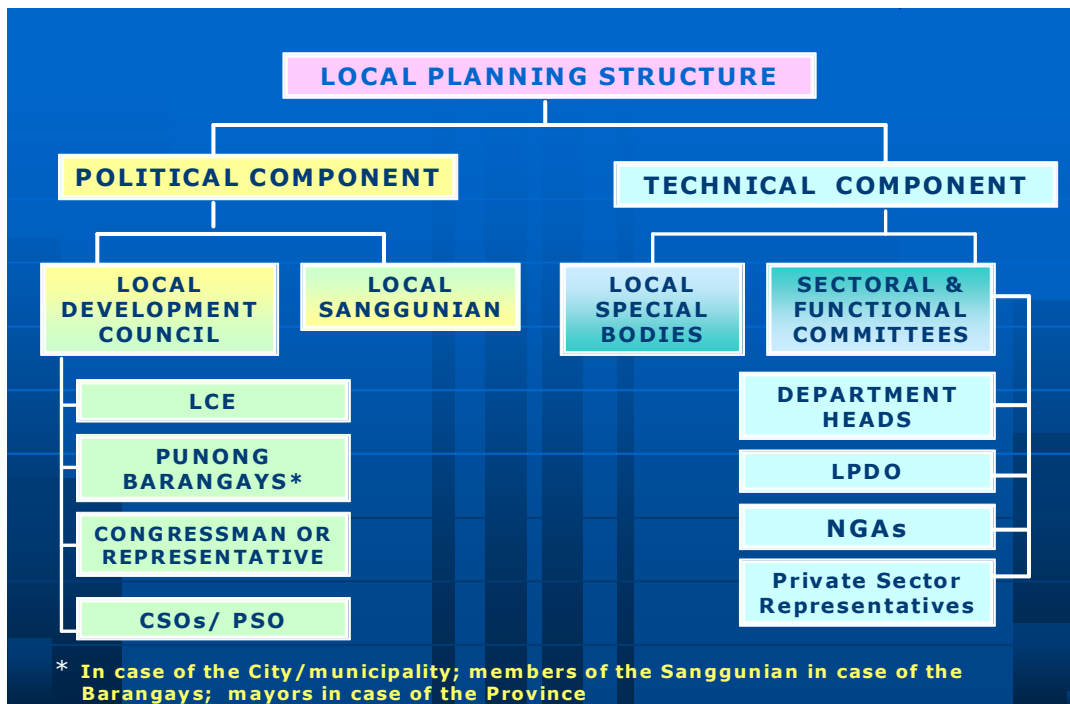 LOCAL PLANNING STRUCTURE
POLITICAL COMPONENT
TECHNICAL COMPONENT
LOCAL
DEVELOPMENT
COUNCIL
LOCAL
SANGGUNIAN
LOCAL
SPECIAL
BODIES
SECTORAL &
FUNCTIONAL
COMMITTEES
LCE
PUNONG
BARANGAYS*
CONGRESSMAN OR
REPRESENTATIVE
CSOs/ PSO
DEPARTMENT
HEADS
LPDO
NGAs
Private Sector
Representatives
* In case of the City/municipality; members of the Sanggunian in case of the
Barangays; mayors in case of the Province